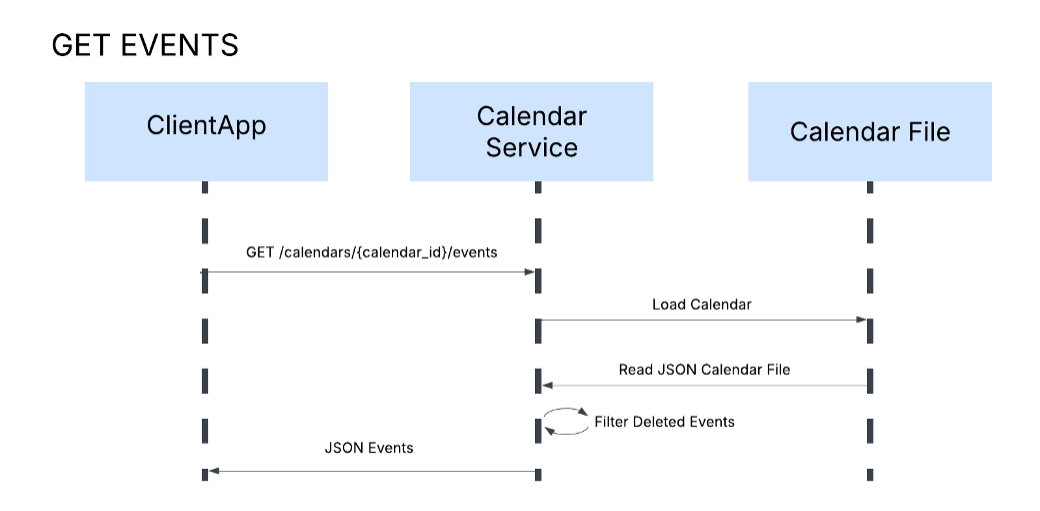 GET EVENTS
ClientApp
Calendar
Service
Calendar File
GET /calendars/{calendar_id}/events
Load Calendar
Read JSON Calendar File
Filter Deleted Events
JSON Events